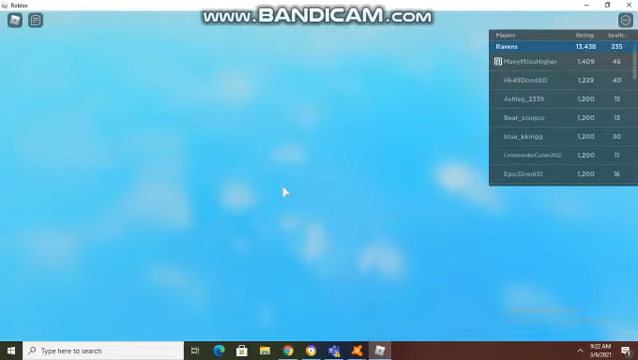 Roblox
WWW.BANDICAM.COM
Players Rating Spells...
Ravens 13,438 235
ManyMilesHigher 1,409 46
Hk49DoodXD 1,229 40
Ashley_2339 1,200 15
Bear_scorpio 1,200 13
blue_kkingg 1,200 30
1,200 11
EpicDino651 1,200 16
Type here to search
9:22 AM
3/6/2021